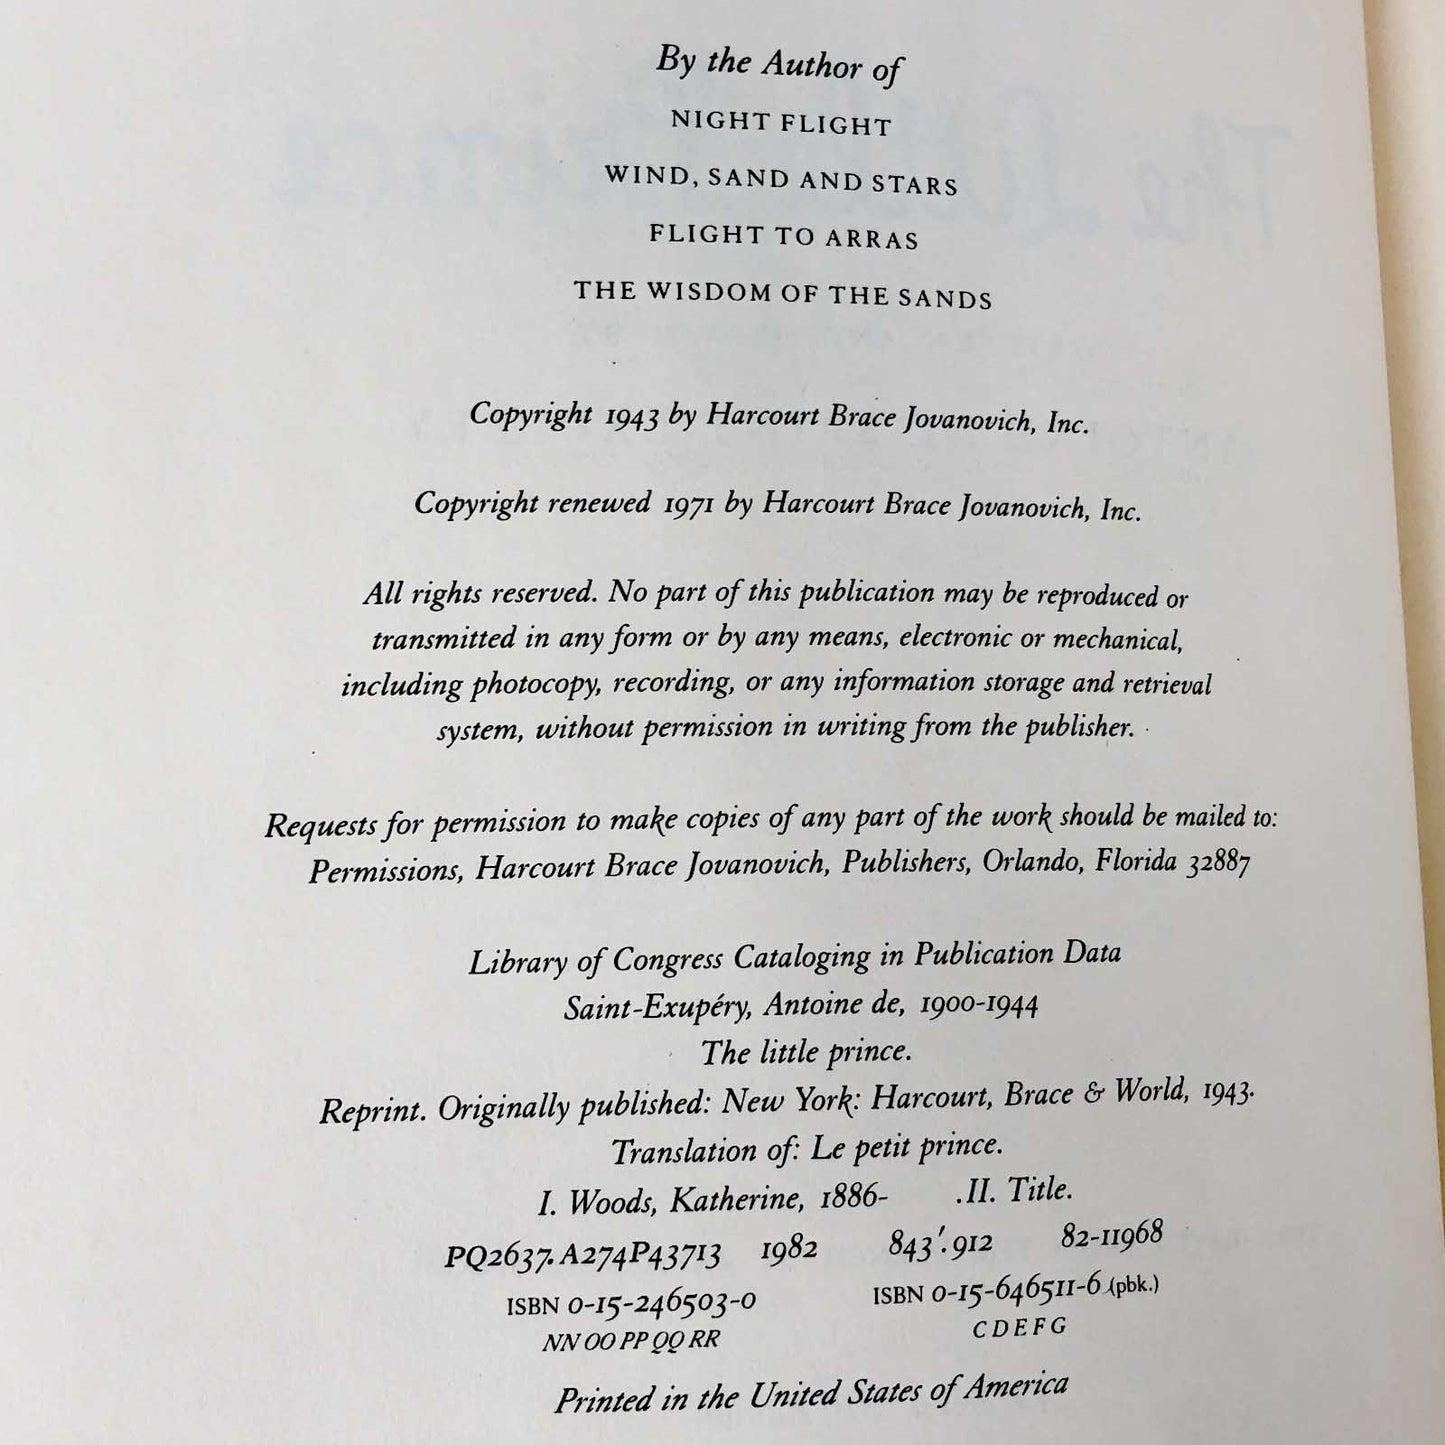 By the Author of
NIGHT FLIGHT
WIND, SAND AND STARS
FLIGHT TO ARRAS
THE WISDOM OF THE SANDS
Copyright 1943 by Harcourt Brace Jovanovich, Inc.
Copyright renewed 1971 by Harcourt Brace Jovanovich, Inc.
All rights reserved. No part of this publication may be reproduced or
transmitted in any form or by any means, electronic or mechanical,
including photocopy, recording, or any information storage and retrieval
system, without permission in writing from the publisher.
Requests for permission to make copies of any part of the work should be mailed to:
Permissions, Harcourt Brace Jovanovich, Publishers, Orlando, Florida 32887
Library of Congress Cataloging in Publication Data
Saint-Exupéry, Antoine de, 1900-1944
The little prince.
Reprint. Originally published: New York: Harcourt, Brace & World, 1943.
Translation of: Le petit prince.
I. Woods, Katherine, 1886- .II. Title.
PQ2637.A274P43713 1982 843'.912 82-11968
ISBN 0-15-246503-0 ISBN 0-15-646511-6 (pbk.)
NN OO PP QQ RR C D E F G
Printed in the United States of America